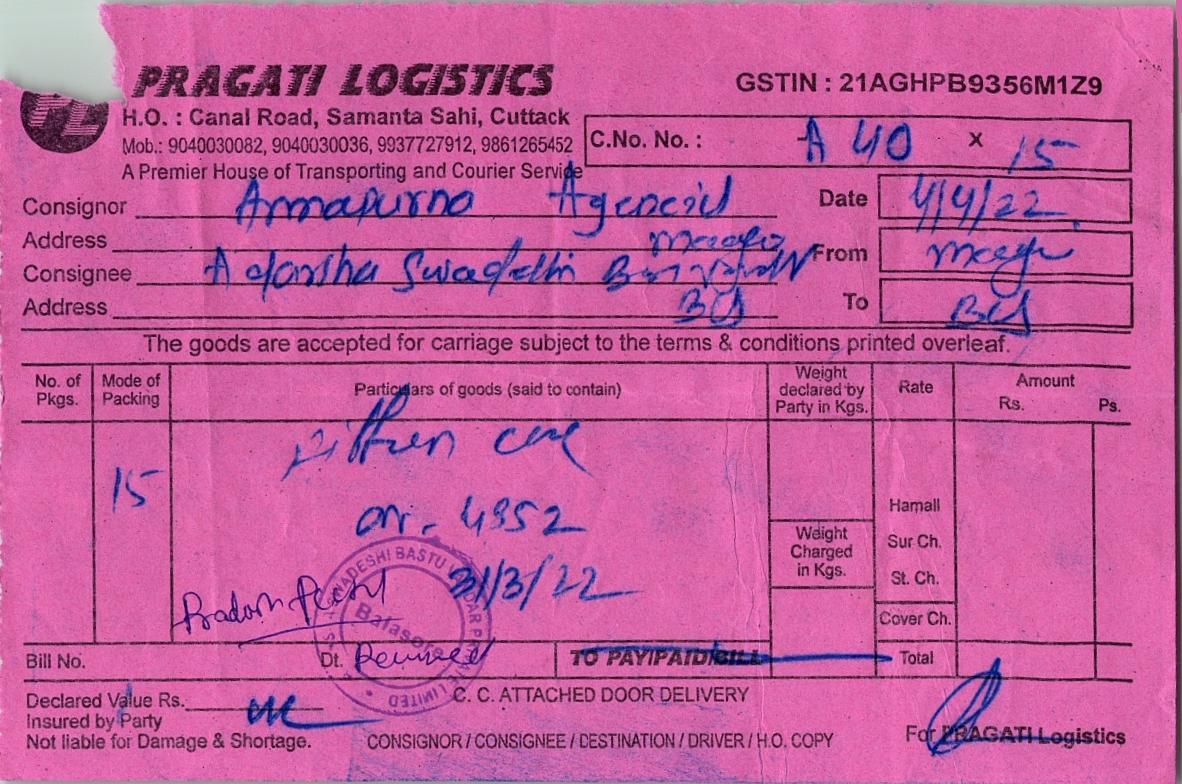 PRAGATI LOGISTICS
GSTIN : 21AGHPB9356M1Z9
H.O. : Canal Road, Samanta Sahi, Cuttack
Mob.: 9040030082, 9040030036, 9937727912, 9861265452
A Premier House of Transporting and Courier Service
C.No. No. : A 40 X 15
Consignor Annapurna
Date 4/4/22
Address
From
Consignee
Address
To
The goods are accepted for carriage subject to the terms & conditions printed overleaf.
No. of Pkgs. Mode of Packing Particulars of goods (said to contain) Weight declared by Party in Kgs. Rate Amount Rs. Ps.
15
4352
31/3/22
Hamali
Weight Charged in Kgs.
Sur Ch.
St. Ch.
Cover Ch.
Balasore
Bill No. Dt. TO PAY/PAID/BILL Total
Declared Value Rs. C. C. ATTACHED DOOR DELIVERY
Insured by Party
Not liable for Damage & Shortage. CONSIGNOR / CONSIGNEE / DESTINATION / DRIVER / H.O. COPY For PRAGATI Logistics